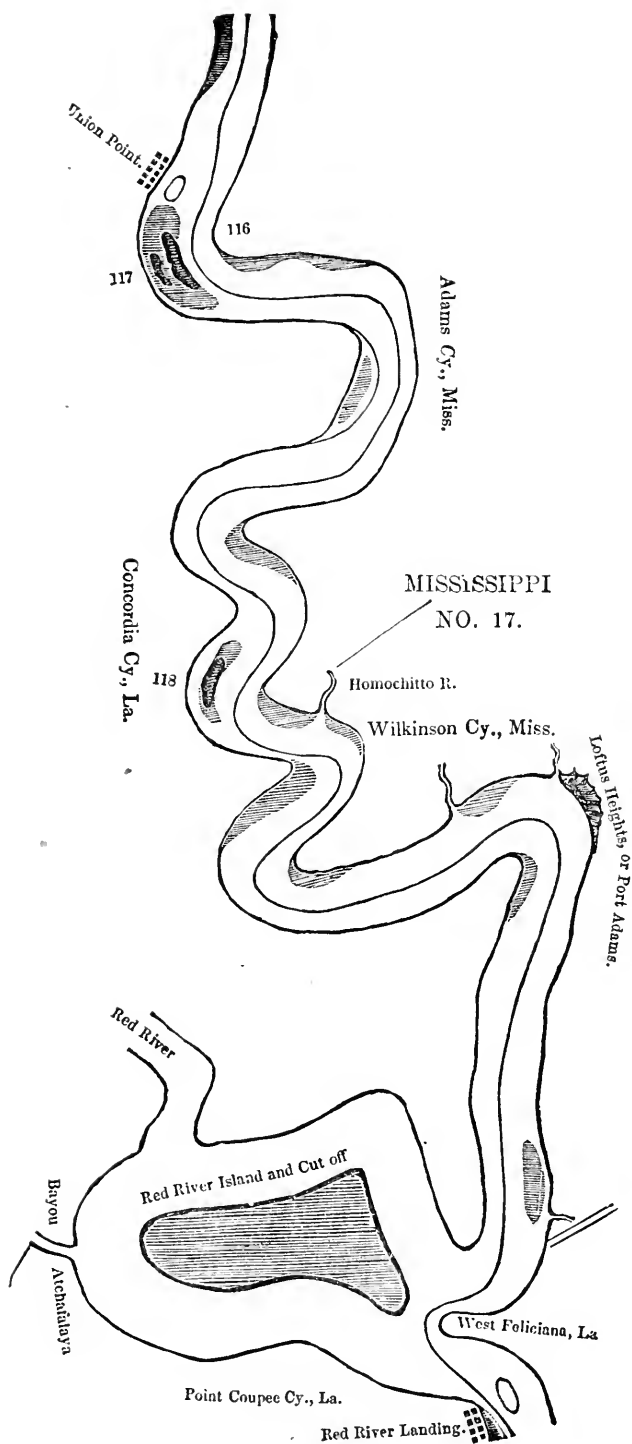 Union Point.
116
117
Adams Cy., Miss.
Concordia Cy., La.
MISSISSIPPI
NO. 17.
118
Homochitto R.
Wilkinson Cy., Miss.
Loftus Heights, or Port Adams.
Red River
Red River Island and Cut off
Bayou
Atchafalaya
West Feliciana, La
Point Coupee Cy., La.
Red River Landing.